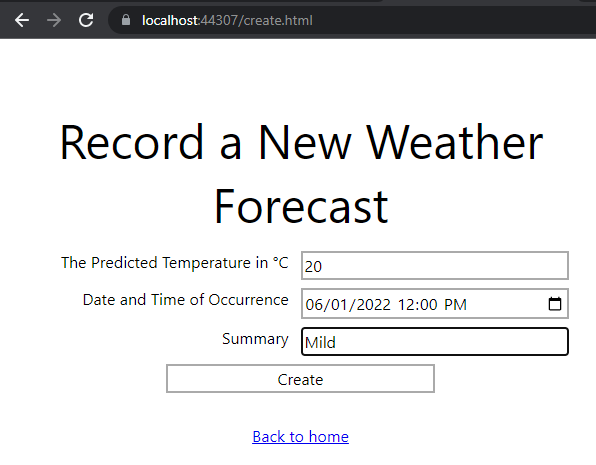 localhost:44307/create.html
Record a New Weather
Forecast
The Predicted Temperature in °C 20
Date and Time of Occurrence 06/01/2022 12:00 PM
Summary Mild
Create
Back to home